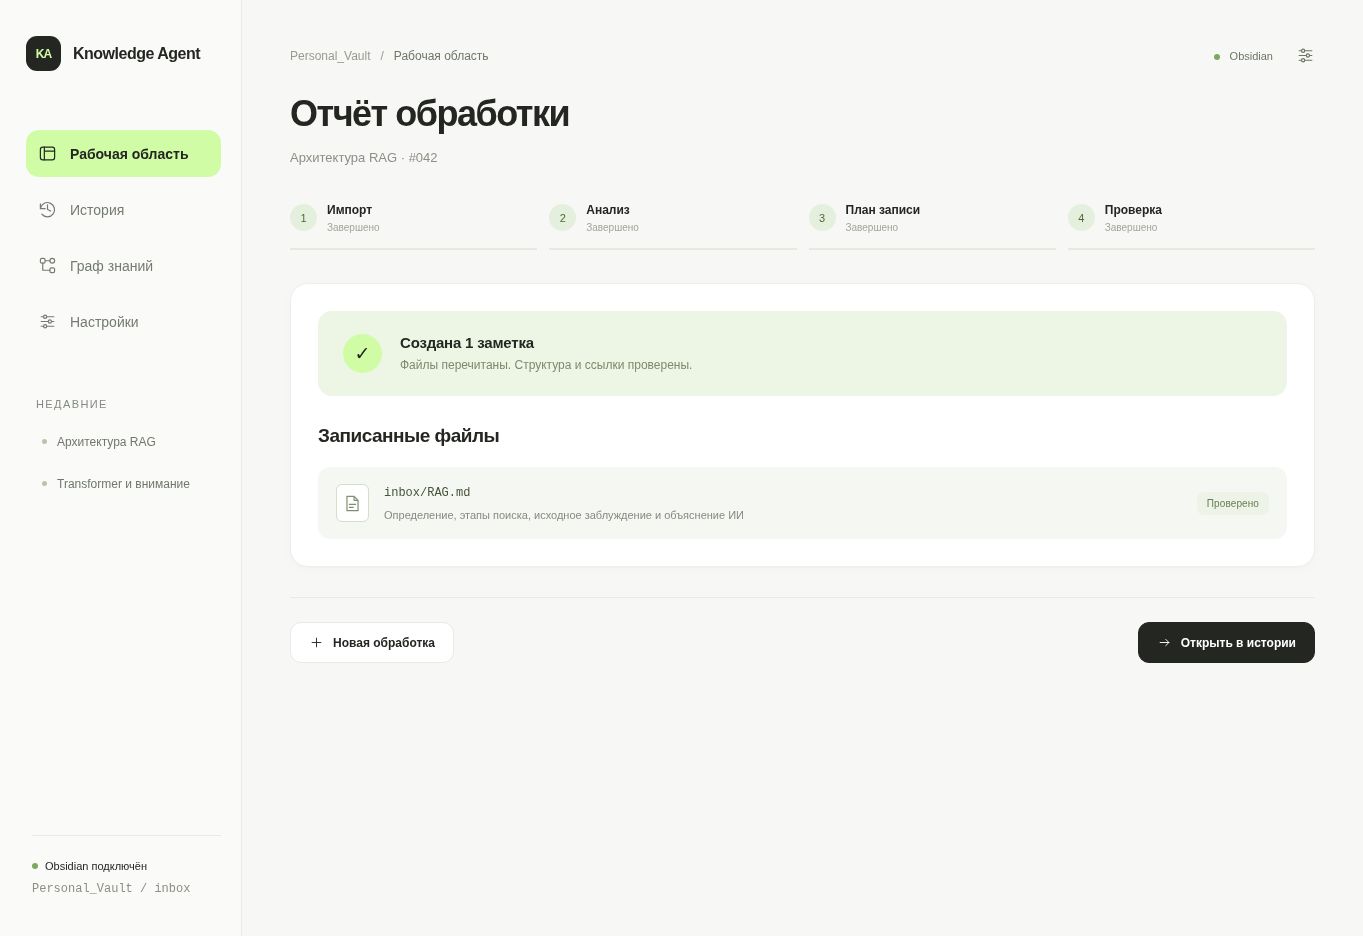 KA
Knowledge Agent
Рабочая область
История
Граф знаний
Настройки
НЕДАВНИЕ
Архитектура RAG
Transformer и внимание
Obsidian подключён
Personal_Vault / inbox
Personal_Vault / Рабочая область
Obsidian
Отчёт обработки
Архитектура RAG · #042
1
Импорт
Завершено
2
Анализ
Завершено
3
План записи
Завершено
4
Проверка
Завершено
✓
Создана 1 заметка
Файлы перечитаны. Структура и ссылки проверены.
Записанные файлы
inbox/RAG.md
Определение, этапы поиска, исходное заблуждение и объяснение ИИ
Проверено
Новая обработка
Открыть в истории